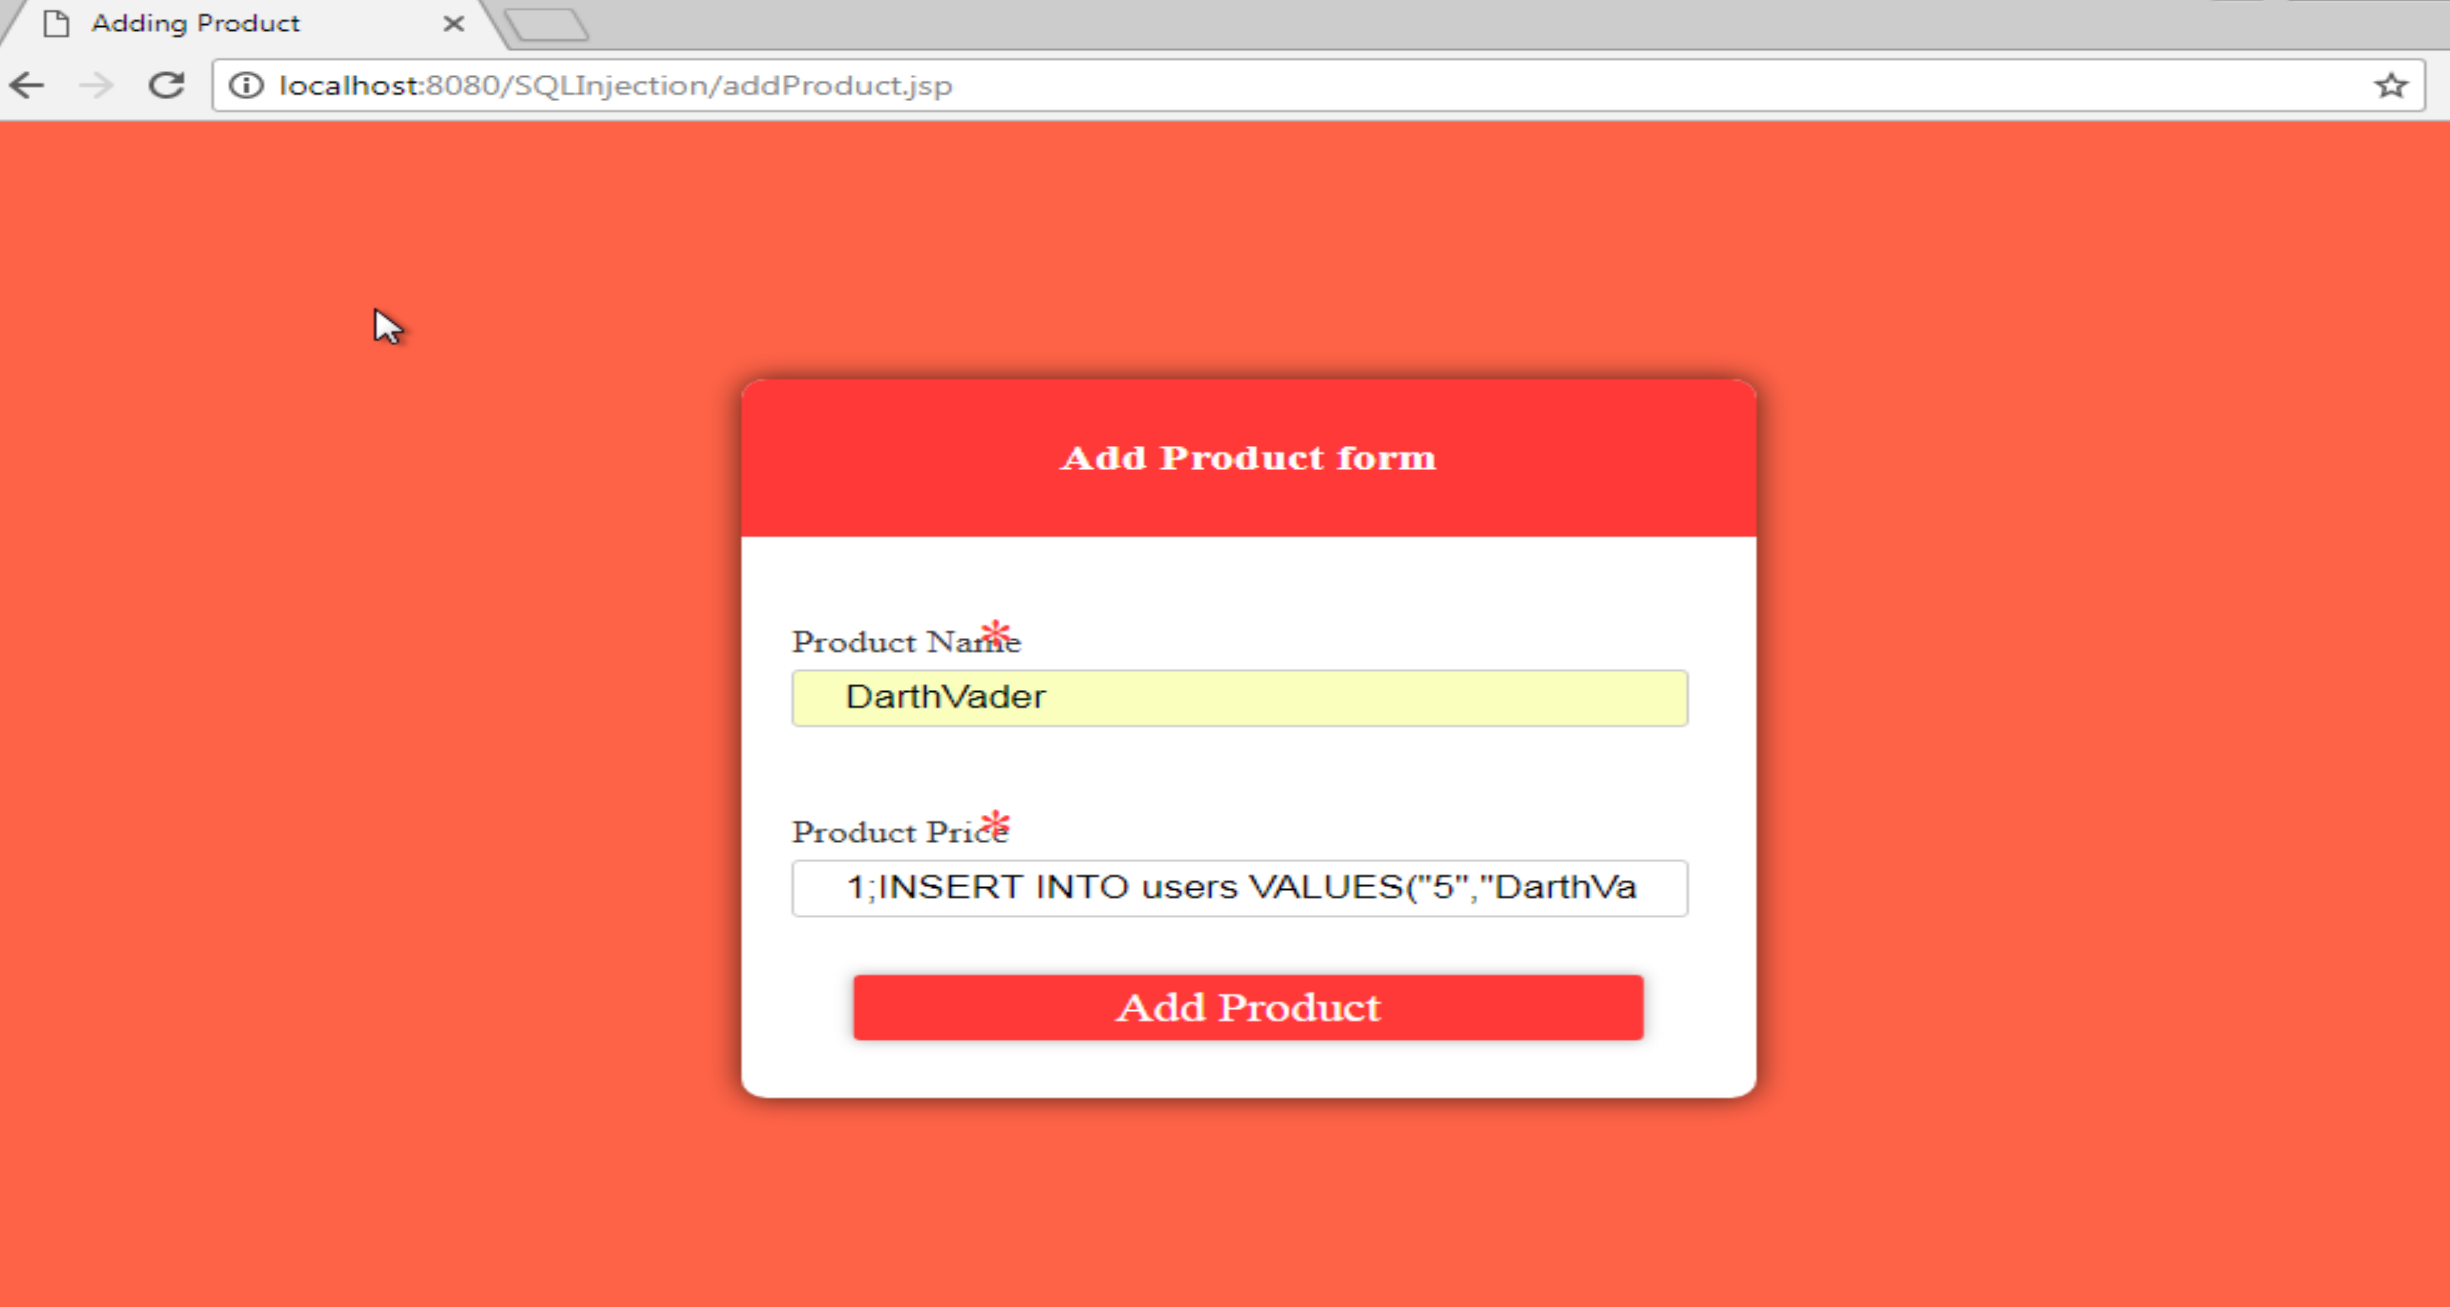 Adding Product
localhost:8080/SQLInjection/addProduct.jsp
Add Product form
Product Name*
DarthVader
Product Price*
1;INSERT INTO users VALUES("5","DarthVa
Add Product